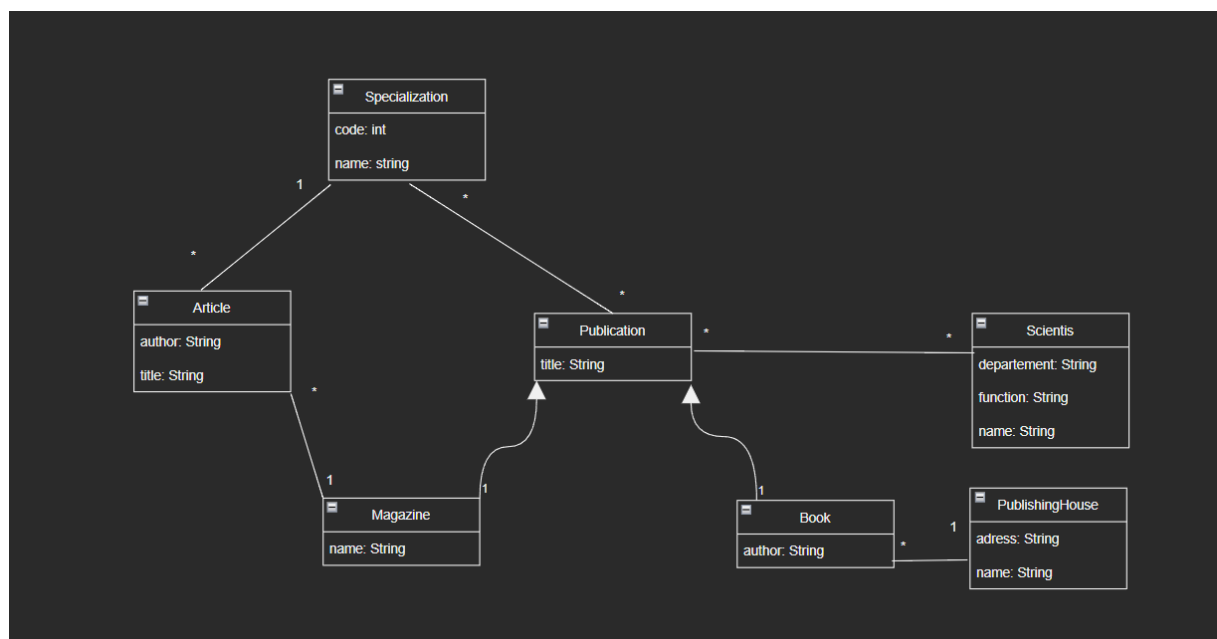 Specialization
code: int
name: string
1
*
*
*
Article
author: String
title: String
*
1
Publication
title: String
*
*
Scientis
departement: String
function: String
name: String
Magazine
name: String
1
1
Book
author: String
*
1
PublishingHouse
adress: String
name: String